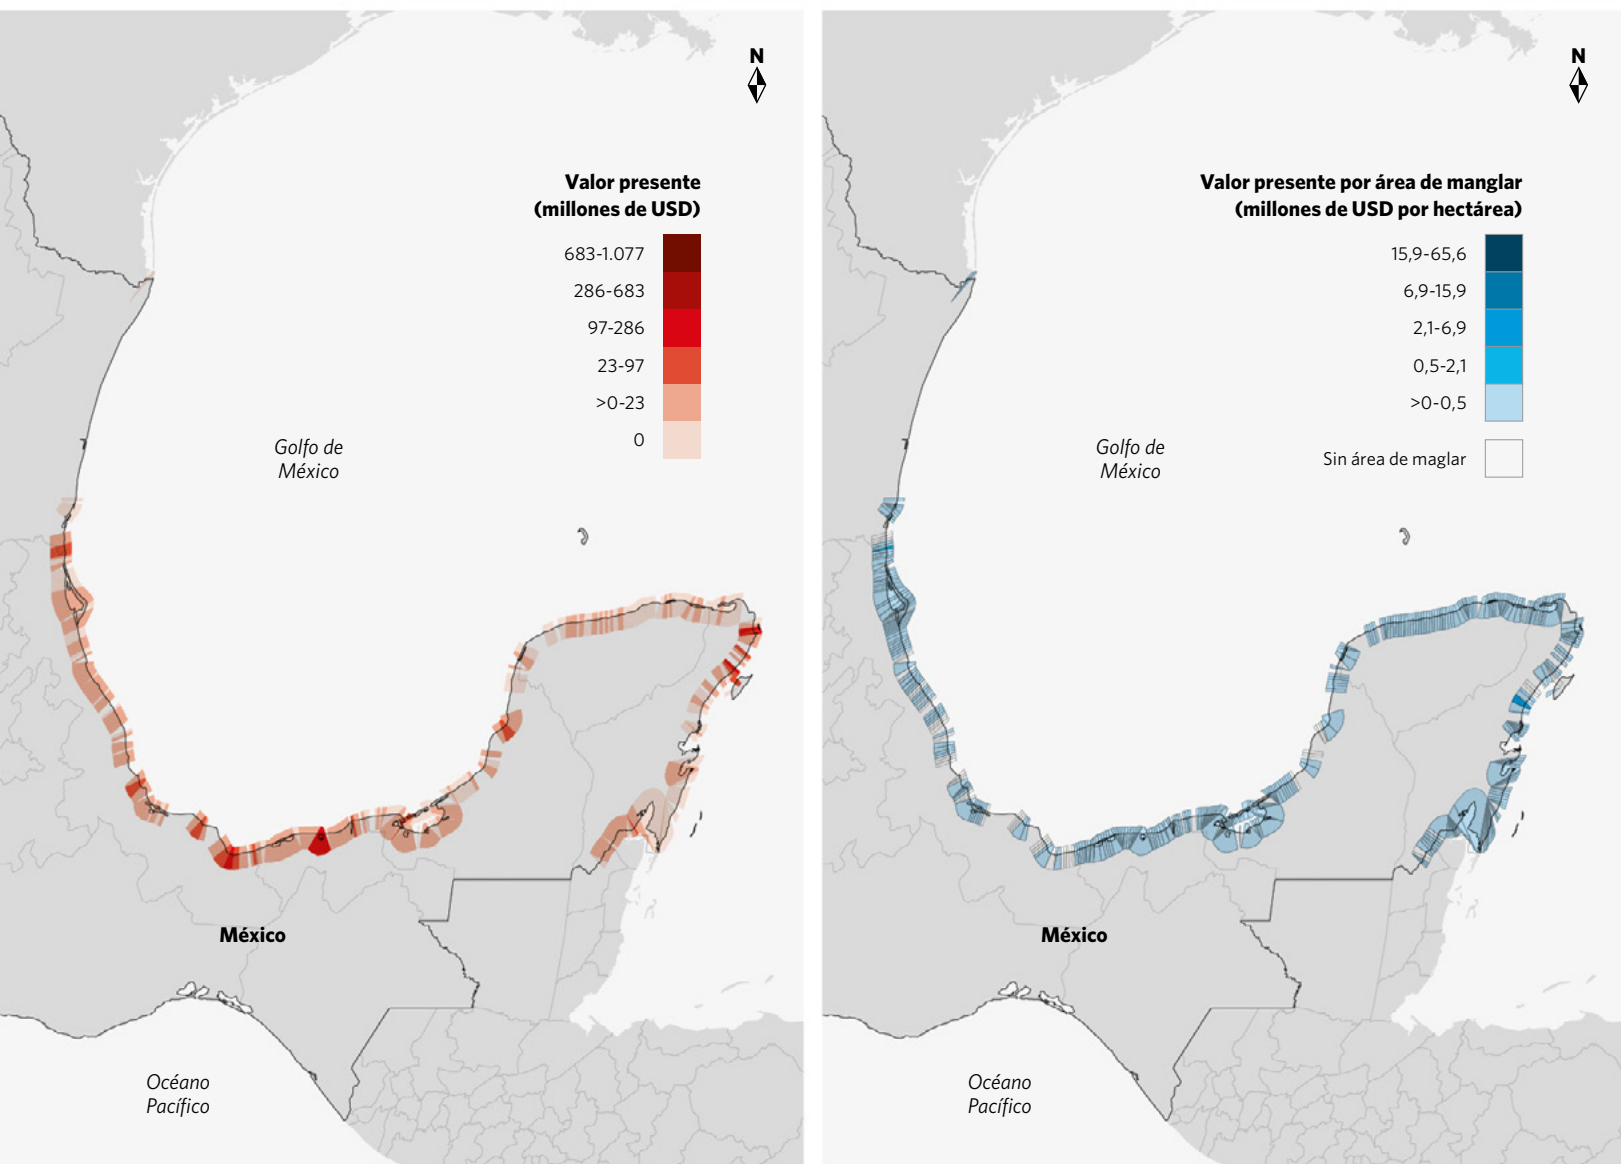 N
Valor presente
(millones de USD)
683-1.077
286-683
97-286
23-97
>0-23
0
Golfo de
México
México
Océano
Pacífico
N
Valor presente por área de manglar
(millones de USD por hectárea)
15,9-65,6
6,9-15,9
2,1-6,9
0,5-2,1
>0-0,5
Sin área de maglar
Golfo de
México
México
Océano
Pacífico